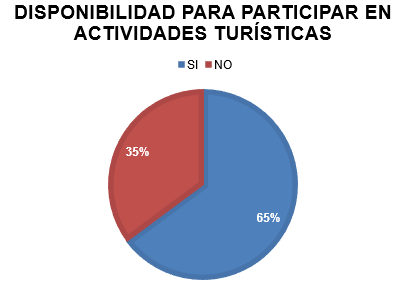 DISPONIBILIDAD PARA PARTICIPAR EN
ACTIVIDADES TURÍSTICAS
SI NO
35%
65%